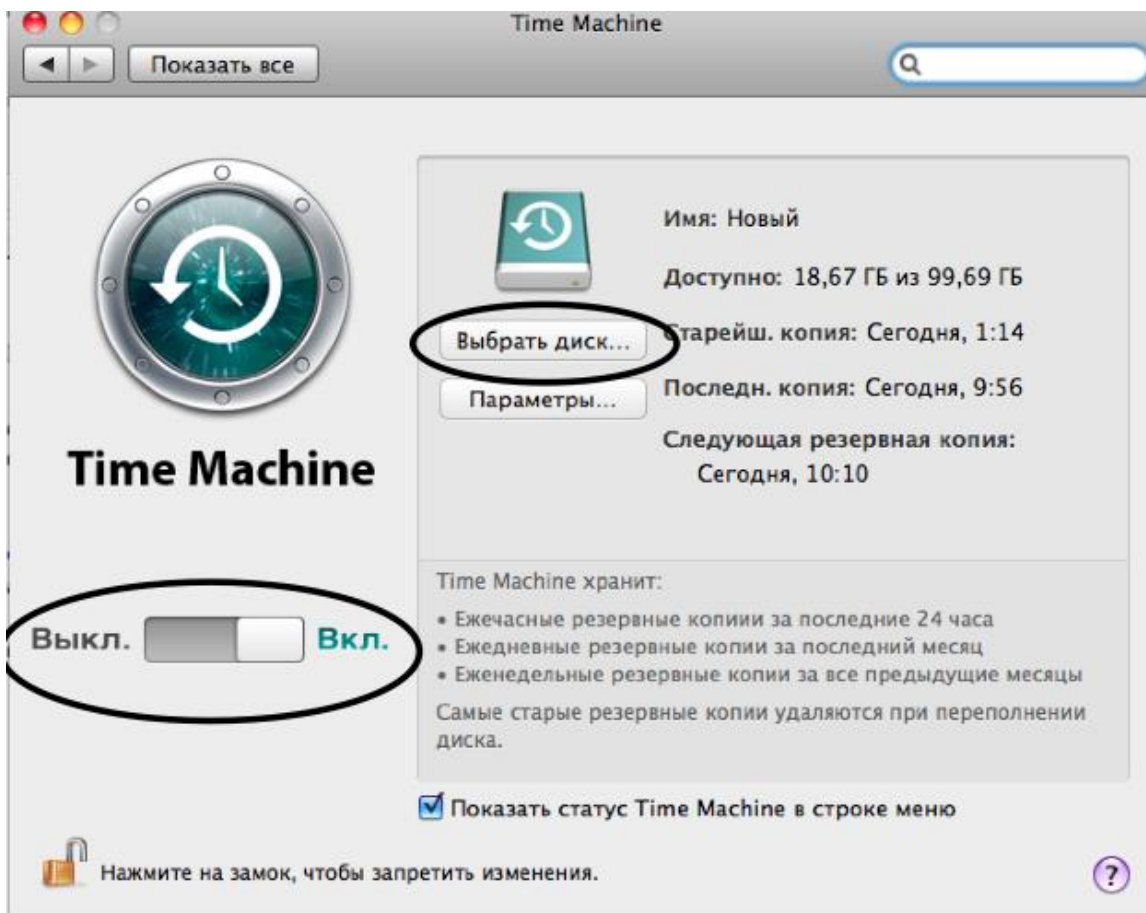 Time Machine
Показать все
Имя: Новый
Доступно: 18,67 ГБ из 99,69 ГБ
Выбрать диск...
Старейш. копия: Сегодня, 1:14
Параметры...
Последн. копия: Сегодня, 9:56
Следующая резервная копия:
Сегодня, 10:10
Time Machine
Выкл. Вкл.
Time Machine хранит:
• Ежечасные резервные копиии за последние 24 часа
• Ежедневные резервные копии за последний месяц
• Еженедельные резервные копии за все предыдущие месяцы
Самые старые резервные копии удаляются при переполнении
диска.
Показать статус Time Machine в строке меню
Нажмите на замок, чтобы запретить изменения.
?